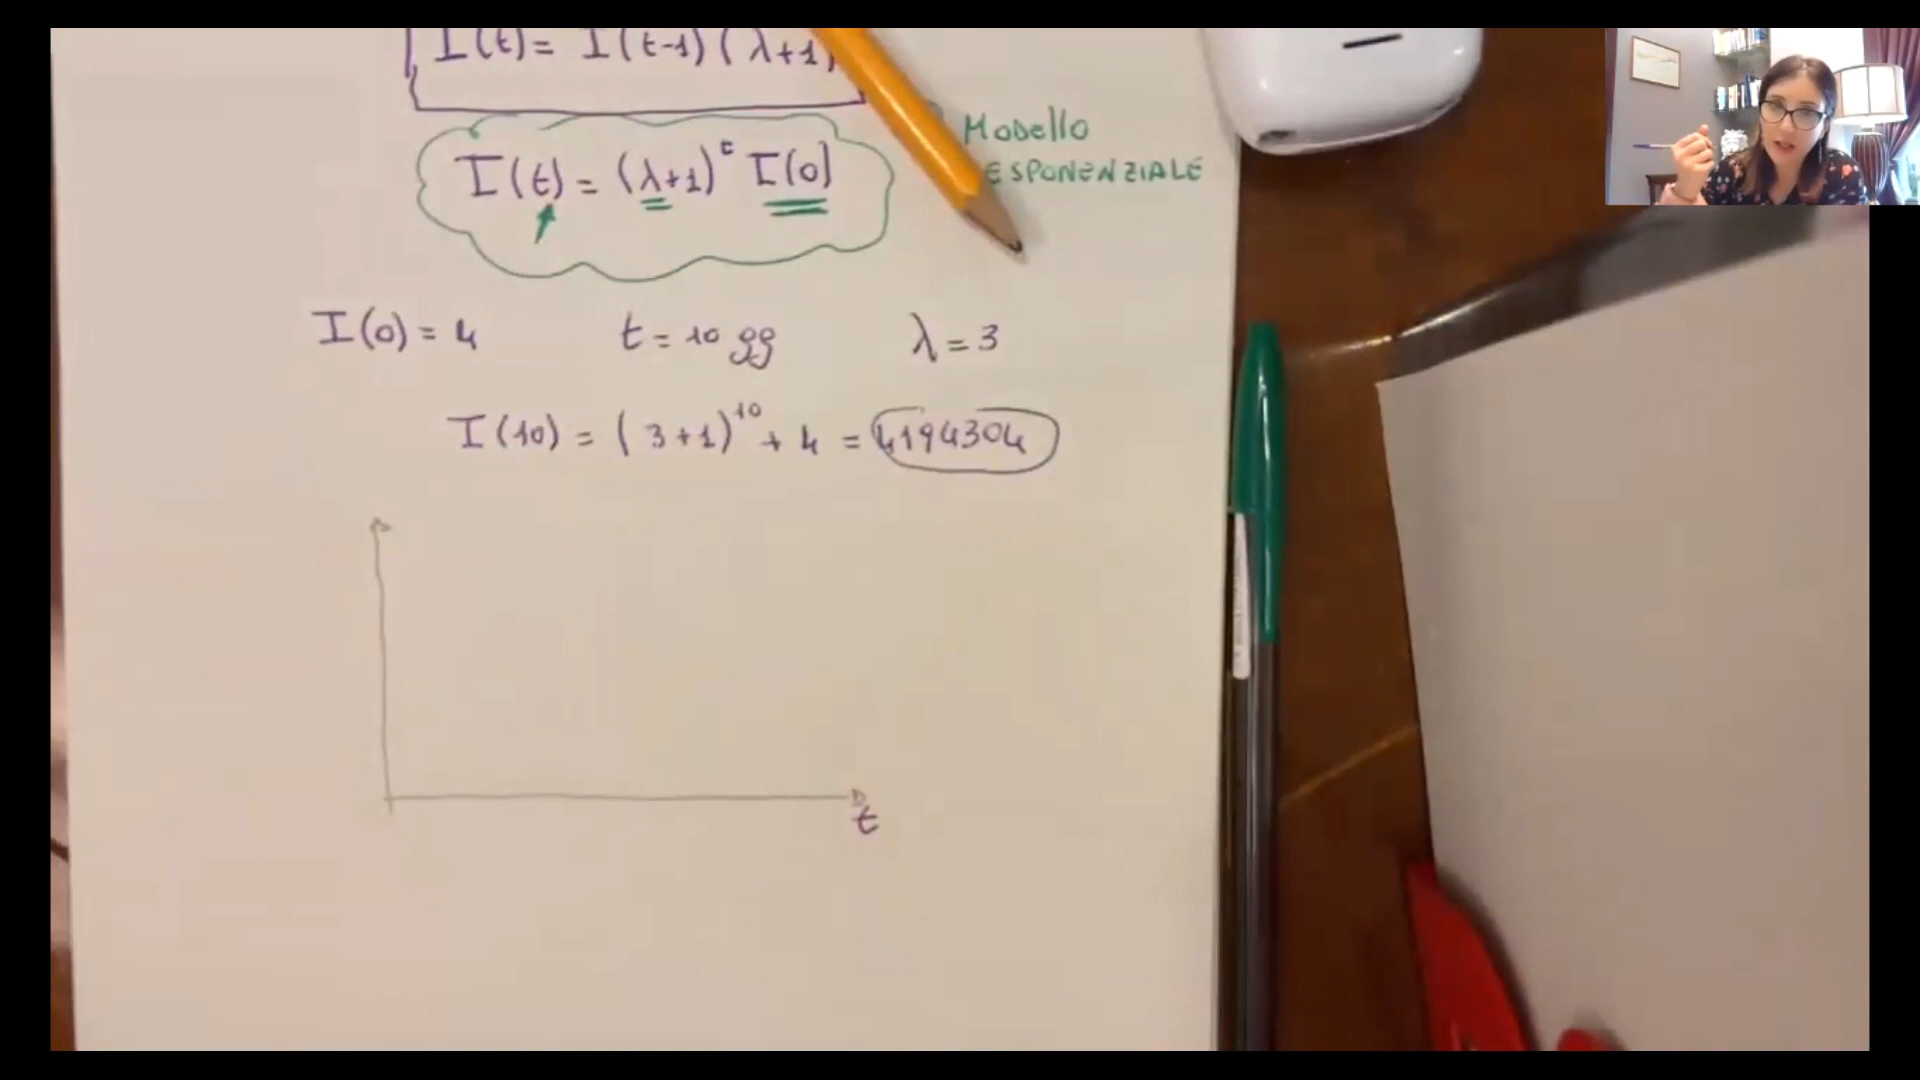 I(t) = I(t-1) (λ+1)
Modello
ESPONENZIALE
I(t) = (λ+1)^t I(0)
I(0) = 4 t = 10 gg λ = 3
I(10) = (3+1)^10 + 4 = 4194304
t